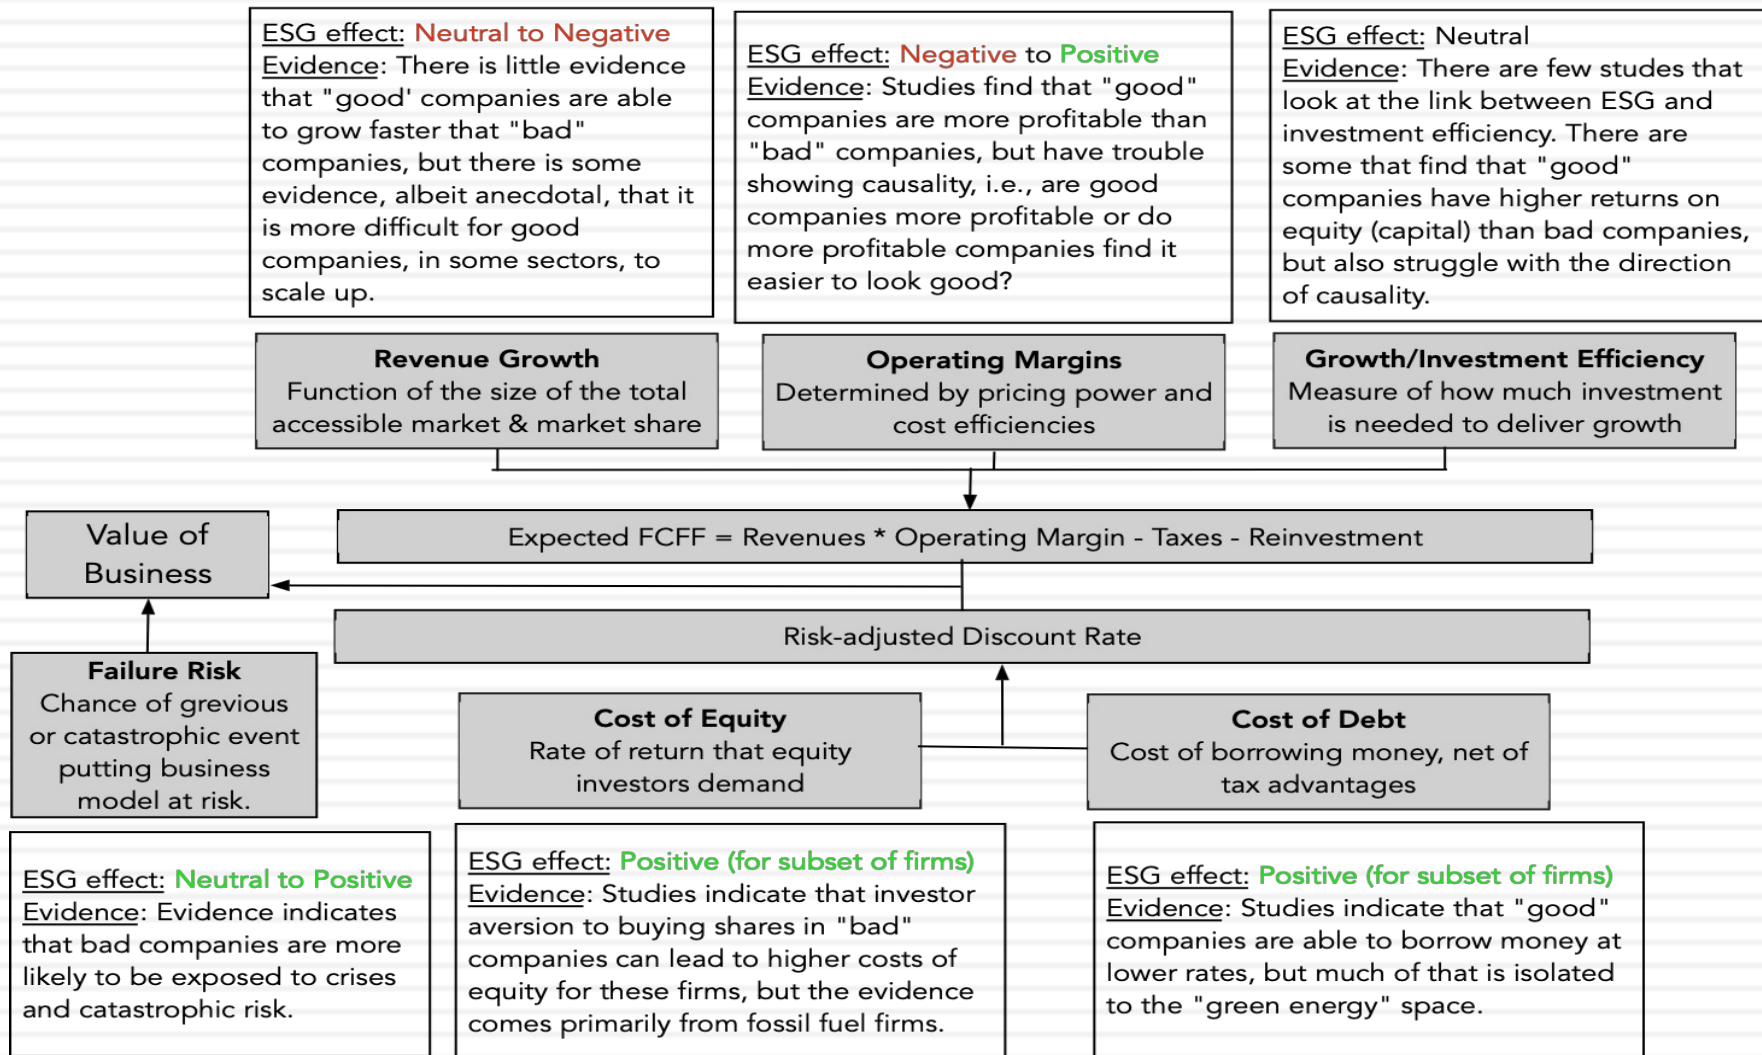 ESG effect: Neutral to Negative
Evidence: There is little evidence
that "good' companies are able
to grow faster that "bad"
companies, but there is some
evidence, albeit anecdotal, that it
is more difficult for good
companies, in some sectors, to
scale up.
ESG effect: Negative to Positive
Evidence: Studies find that "good"
companies are more profitable than
"bad" companies, but have trouble
showing causality, i.e., are good
companies more profitable or do
more profitable companies find it
easier to look good?
ESG effect: Neutral
Evidence: There are few studes that
look at the link between ESG and
investment efficiency. There are
some that find that "good"
companies have higher returns on
equity (capital) than bad companies,
but also struggle with the direction
of causality.
Revenue Growth
Function of the size of the total
accessible market & market share
Operating Margins
Determined by pricing power and
cost efficiencies
Growth/Investment Efficiency
Measure of how much investment
is needed to deliver growth
Value of
Business
Expected FCFF = Revenues * Operating Margin - Taxes - Reinvestment
Risk-adjusted Discount Rate
Failure Risk
Chance of grevious
or catastrophic event
putting business
model at risk.
Cost of Equity
Rate of return that equity
investors demand
Cost of Debt
Cost of borrowing money, net of
tax advantages
ESG effect: Neutral to Positive
Evidence: Evidence indicates
that bad companies are more
likely to be exposed to crises
and catastrophic risk.
ESG effect: Positive (for subset of firms)
Evidence: Studies indicate that investor
aversion to buying shares in "bad"
companies can lead to higher costs of
equity for these firms, but the evidence
comes primarily from fossil fuel firms.
ESG effect: Positive (for subset of firms)
Evidence: Studies indicate that "good"
companies are able to borrow money at
lower rates, but much of that is isolated
to the "green energy" space.